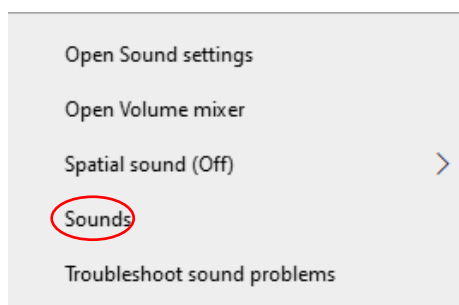 Open Sound settings
Open Volume mixer
Spatial sound (Off)
Sounds
Troubleshoot sound problems